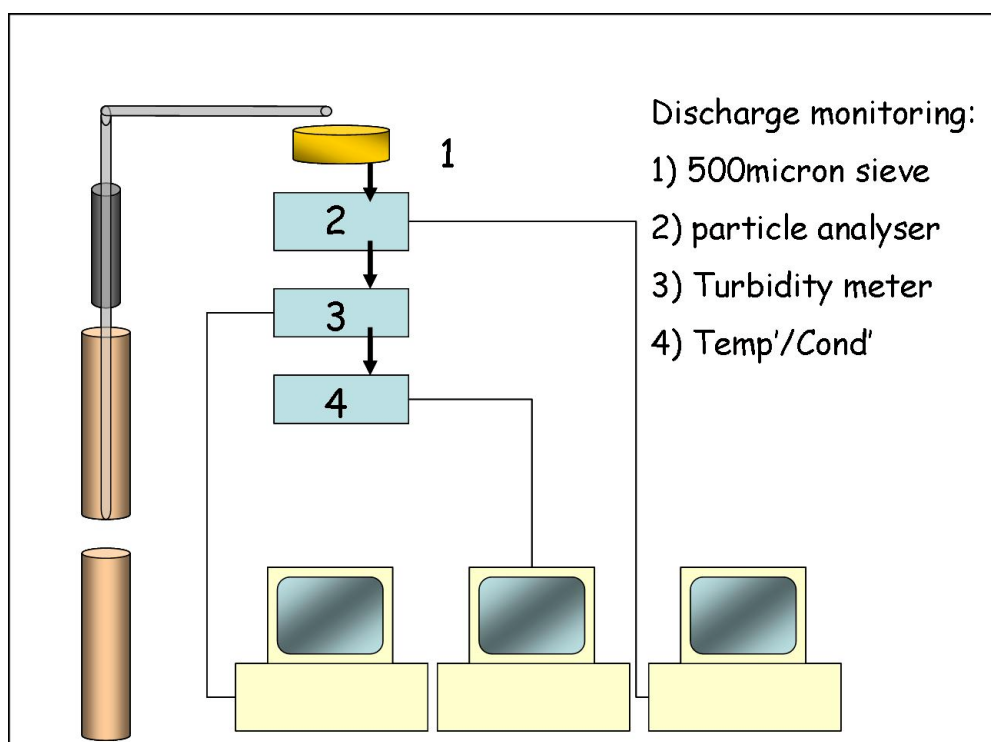 Discharge monitoring:
1
1) 500micron sieve
2
2) particle analyser
3
3) Turbidity meter
4) Temp'/Cond'
4